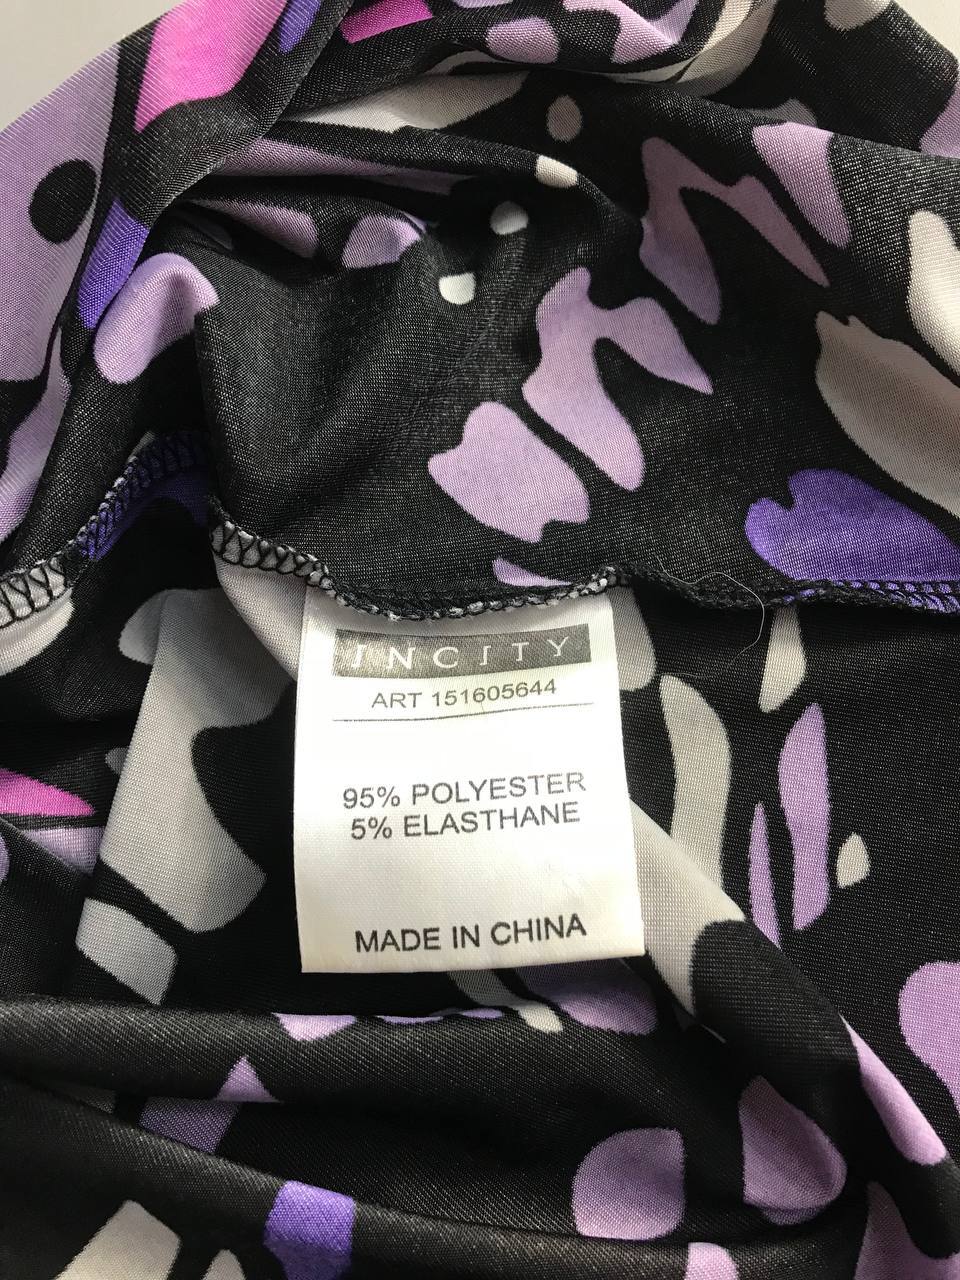 INCITY
ART 151605644
95% POLYESTER
5% ELASTHANE
MADE IN CHINA